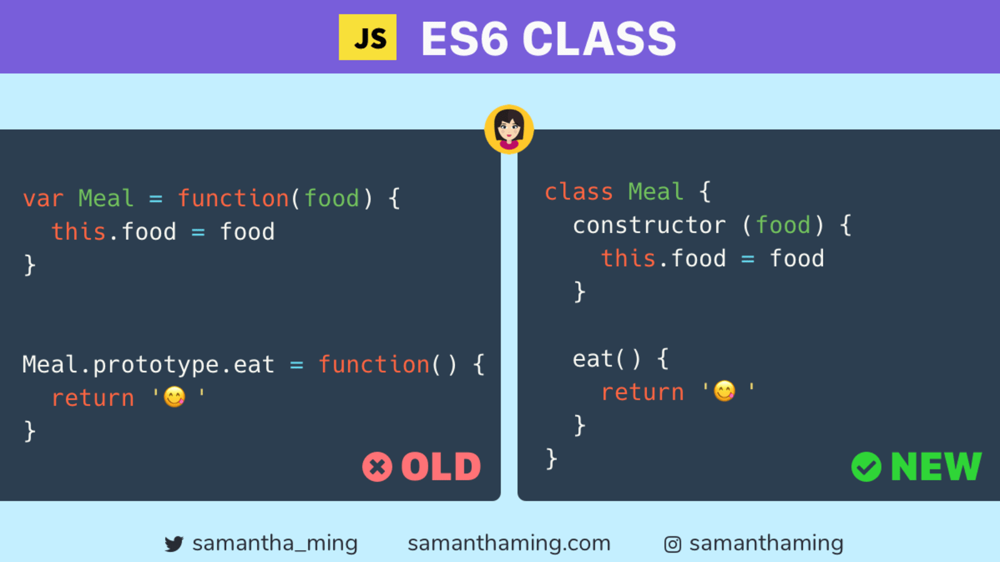 JS ES6 CLASS
var Meal = function(food) {
  this.food = food
}
Meal.prototype.eat = function() {
  return '😋 '
}
OLD
class Meal {
  constructor (food) {
    this.food = food
  }
  eat() {
    return '😋 '
  }
}
NEW
samantha_ming samanthaming.com samanthaming